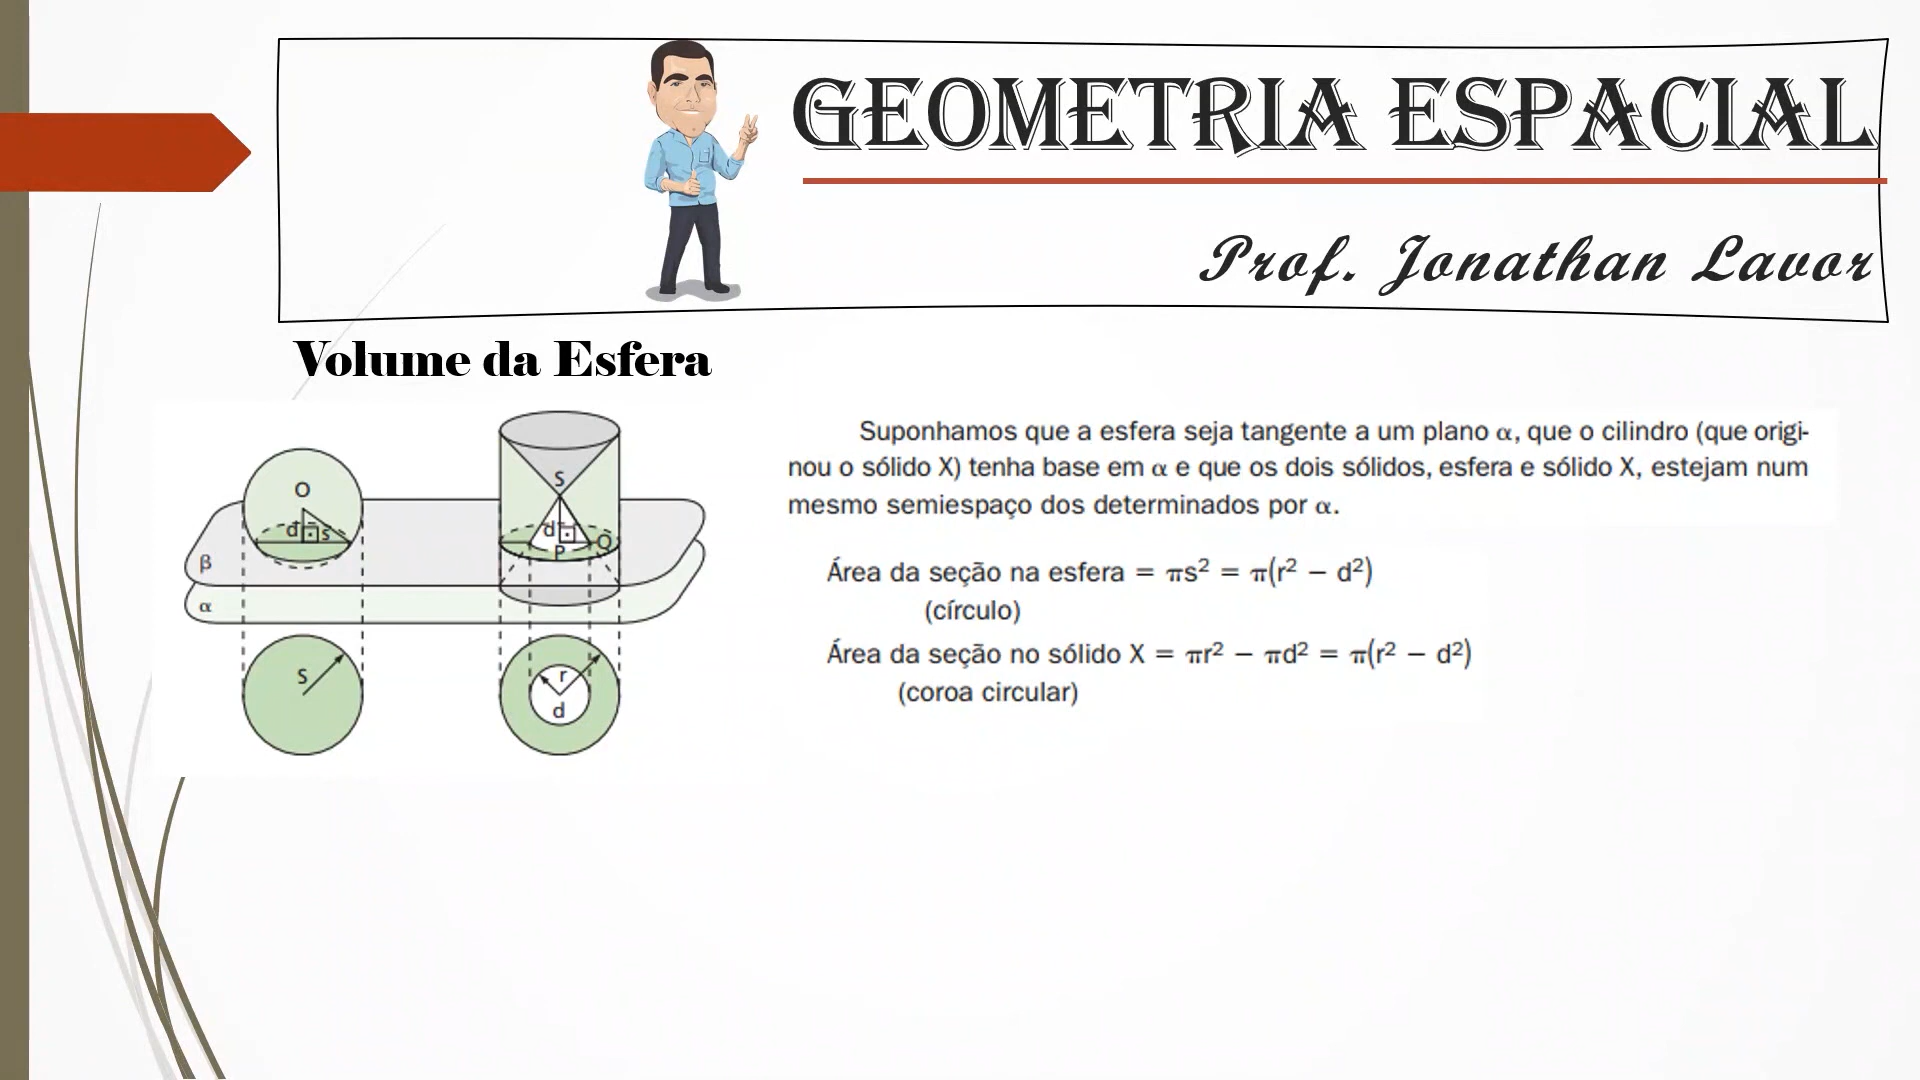 GEOMETRIA ESPACIAL
Prof. Jonathan Lavor
Volume da Esfera
Suponhamos que a esfera seja tangente a um plano α, que o cilindro (que origi-
nou o sólido X) tenha base em α e que os dois sólidos, esfera e sólido X, estejam num
mesmo semiespaço dos determinados por α.
Área da seção na esfera = πs² = π(r² − d²)
(círculo)
Área da seção no sólido X = πr² − πd² = π(r² − d²)
(coroa circular)
O
d
s
β
α
S
d
P
Q
S
r
d